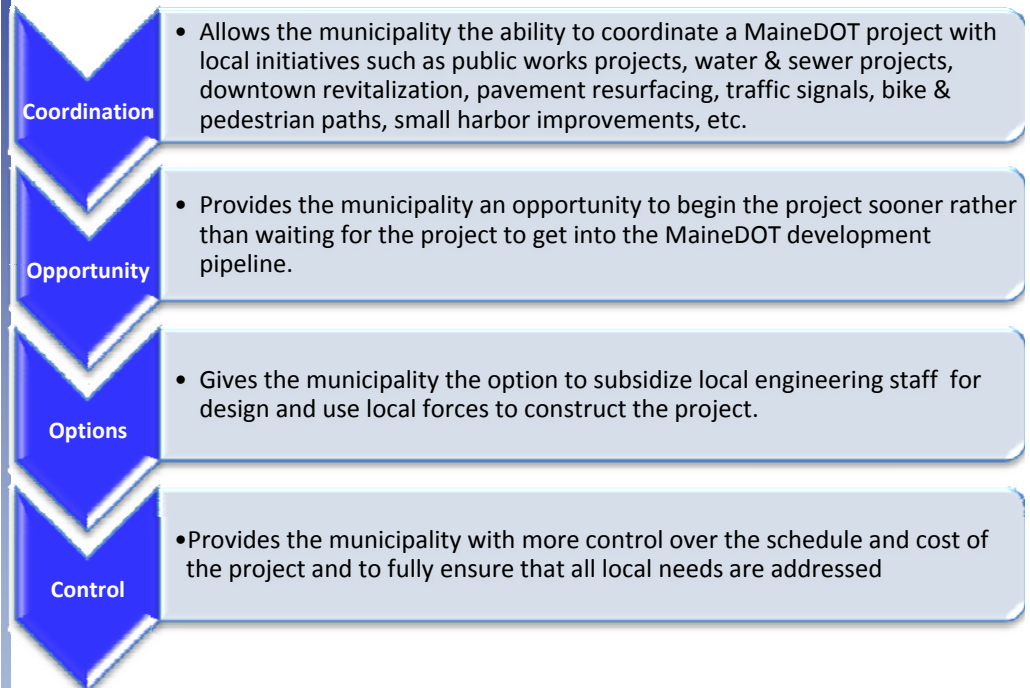 Coordination
• Allows the municipality the ability to coordinate a MaineDOT project with
local initiatives such as public works projects, water & sewer projects,
downtown revitalization, pavement resurfacing, traffic signals, bike &
pedestrian paths, small harbor improvements, etc.
Opportunity
• Provides the municipality an opportunity to begin the project sooner rather
than waiting for the project to get into the MaineDOT development
pipeline.
Options
• Gives the municipality the option to subsidize local engineering staff for
design and use local forces to construct the project.
Control
•Provides the municipality with more control over the schedule and cost of
the project and to fully ensure that all local needs are addressed